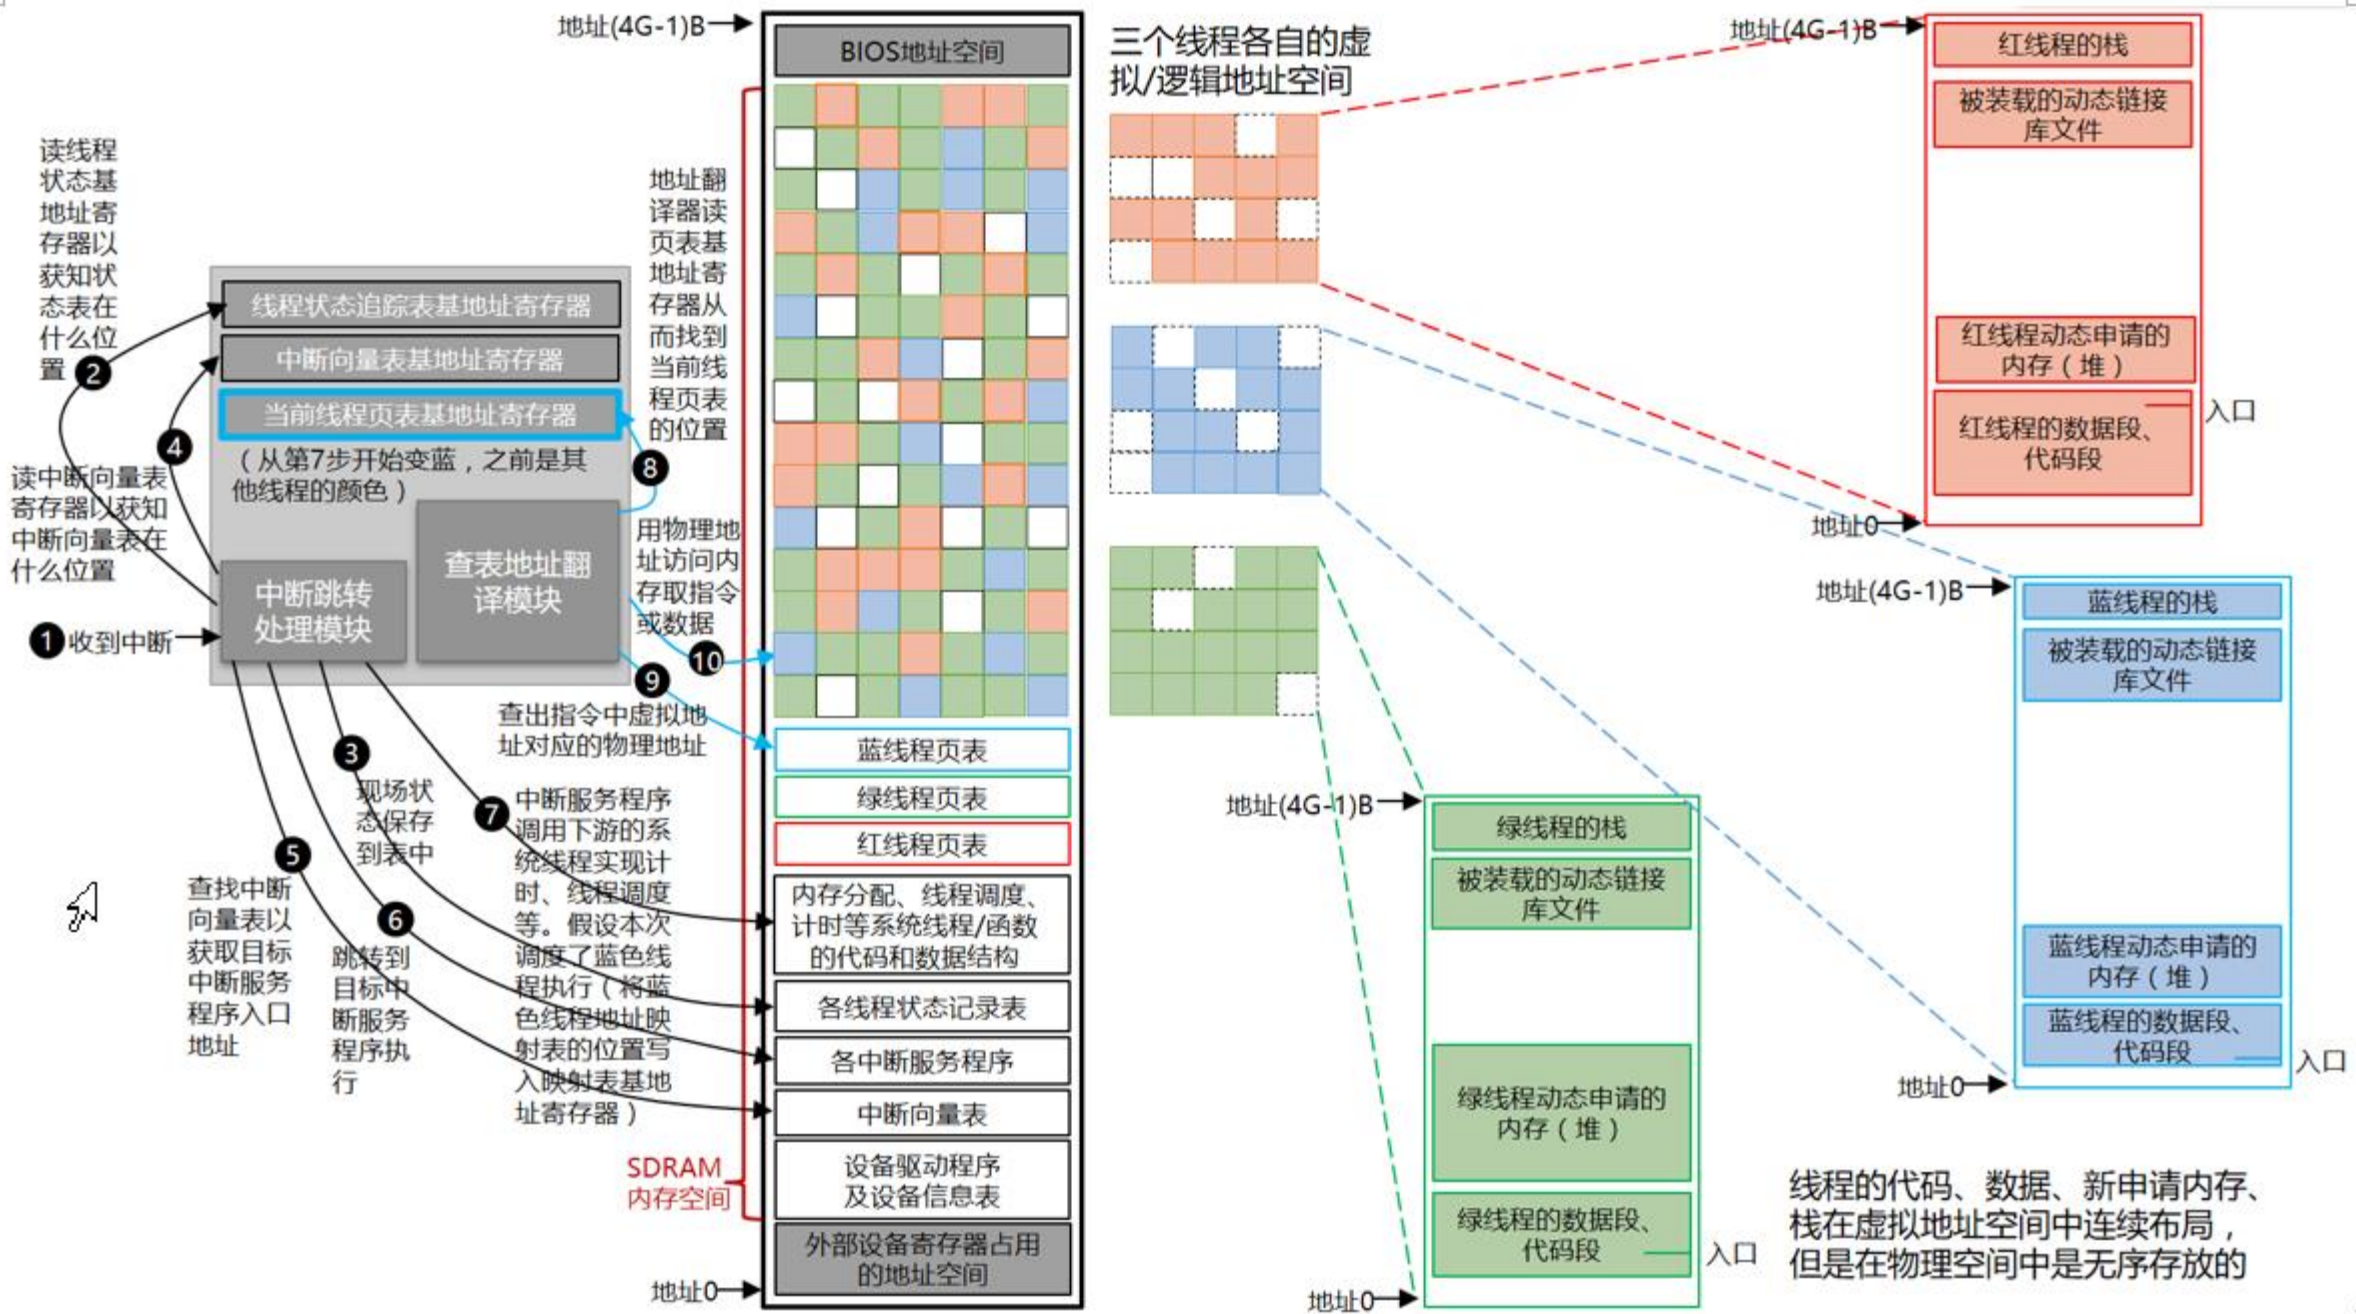 地址(4G-1)B
BIOS地址空间
三个线程各自的虚
拟/逻辑地址空间
地址(4G-1)B
红线程的栈
被装载的动态链接
库文件
红线程动态申请的
内存（堆）
红线程的数据段、
代码段
入口
地址0
读线程
状态基
地址寄
存器以
获知状
态表在
什么位
置
2
地址翻
译器读
页表基
地址寄
存器从
而找到
当前线
程页表
的位置
线程状态追踪表基地址寄存器
中断向量表基地址寄存器
当前线程页表基地址寄存器
（从第7步开始变蓝，之前是其
他线程的颜色）
4
8
读中断向量表
寄存器以获知
中断向量表在
什么位置
中断跳转
处理模块
查表地址翻
译模块
1
收到中断
用物理地
址访问内
存取指令
或数据
10
9
查出指令中虚拟地
址对应的物理地址
3
现场状
态保存
到表中
7
中断服务程序
调用下游的系
统线程实现计
时、线程调度
等。假设本次
调度了蓝色线
程执行（将蓝
色线程地址映
射表的位置写
入映射表基地
址寄存器）
5
查找中断
向量表以
获取目标
中断服务
程序入口
地址
6
跳转到
目标中
断服务
程序执
行
蓝线程页表
绿线程页表
红线程页表
内存分配、线程调度、
计时等系统线程/函数
的代码和数据结构
各线程状态记录表
各中断服务程序
中断向量表
设备驱动程序
及设备信息表
外部设备寄存器占用
的地址空间
SDRAM
内存空间
地址0
地址(4G-1)B
蓝线程的栈
被装载的动态链接
库文件
蓝线程动态申请的
内存（堆）
蓝线程的数据段、
代码段
入口
地址0
地址(4G-1)B
绿线程的栈
被装载的动态链接
库文件
绿线程动态申请的
内存（堆）
绿线程的数据段、
代码段
入口
地址0
线程的代码、数据、新申请内存、
栈在虚拟地址空间中连续布局，
但是在物理空间中是无序存放的